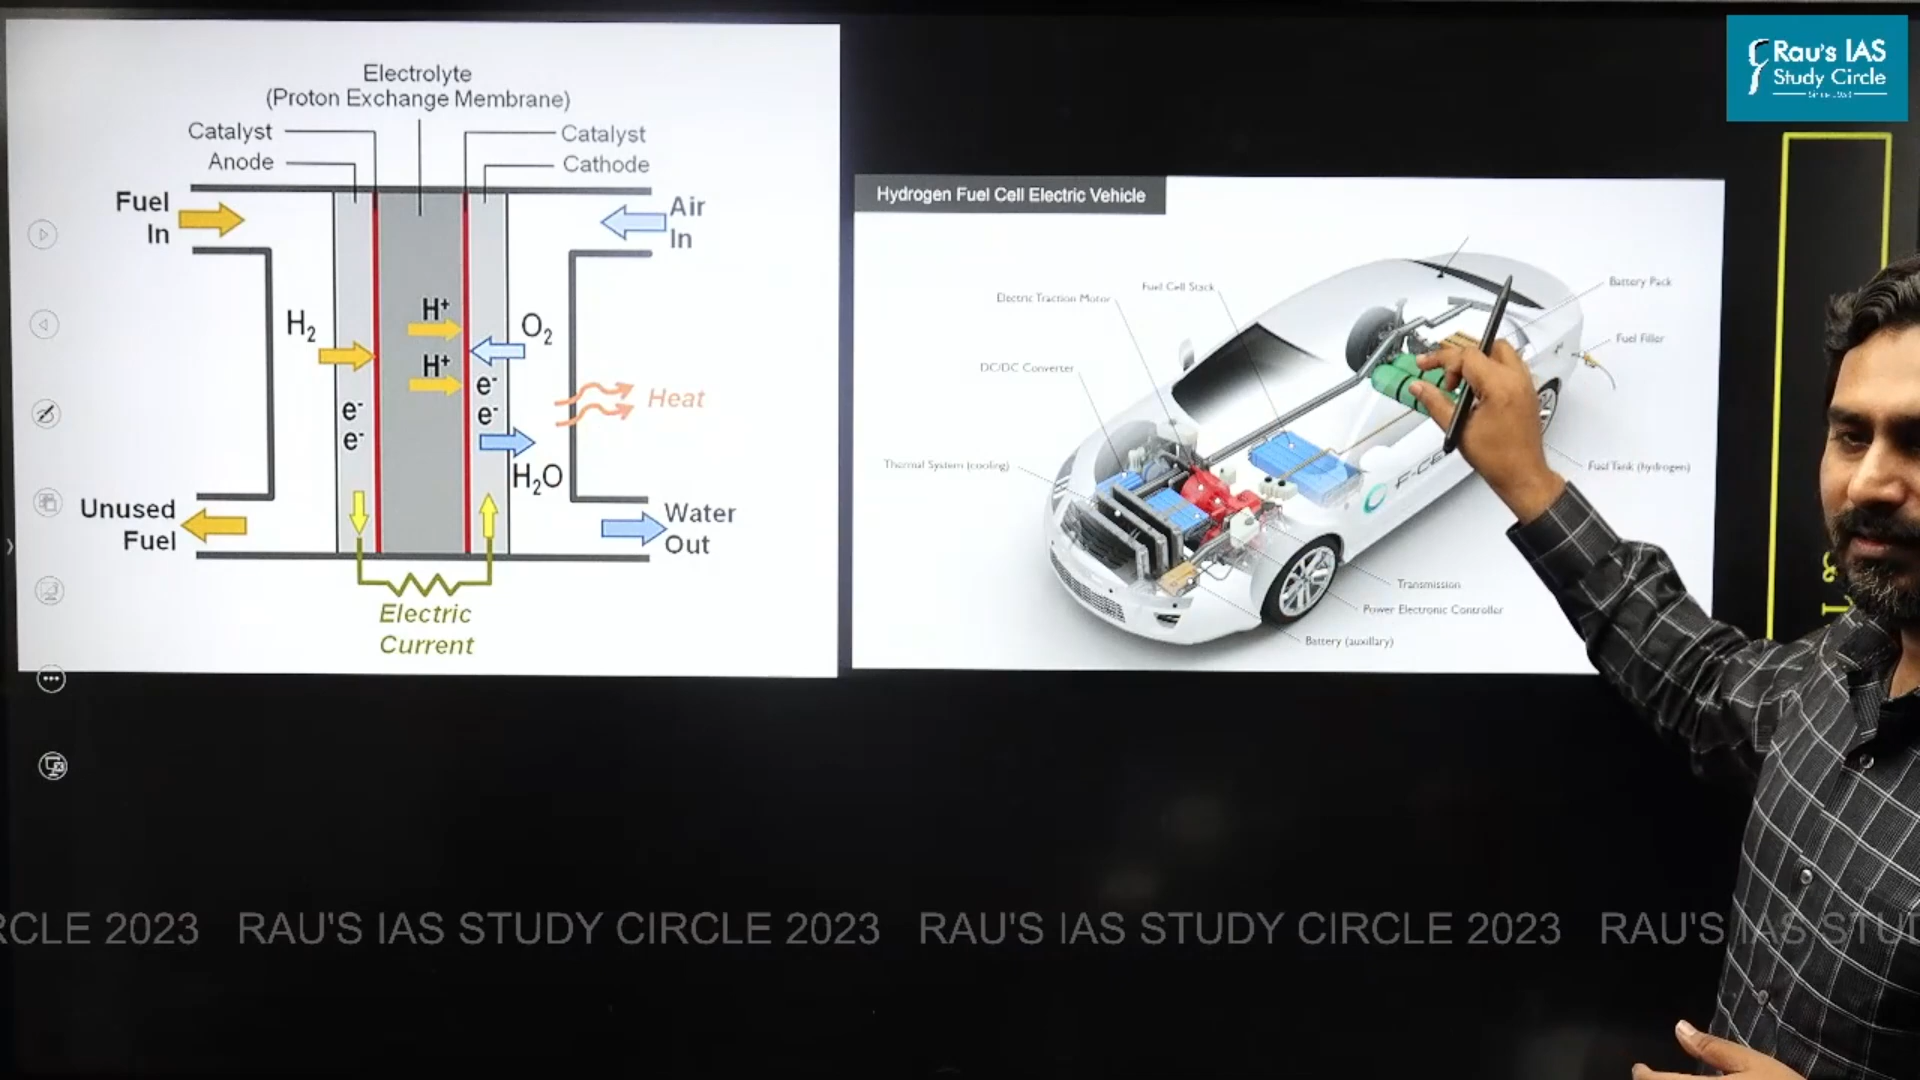 Rau's IAS
Study Circle
Electrolyte
(Proton Exchange Membrane)
Catalyst
Anode
Catalyst
Cathode
Fuel
In
Air
In
H2
H+
H+
O2
e-
e-
e-
e-
Heat
H2O
Unused
Fuel
Water
Out
Electric
Current
Hydrogen Fuel Cell Electric Vehicle
Battery Pack
Fuel Cell Stack
Electric Traction Motor
Fuel Filler
DC/DC Converter
Thermal System (cooling)
Fuel Tank (hydrogen)
F-CE
Transmission
Power Electronic Controller
Battery (auxillary)
RCLE 2023 RAU'S IAS STUDY CIRCLE 2023 RAU'S IAS STUDY CIRCLE 2023 RAU'S IAS STUD